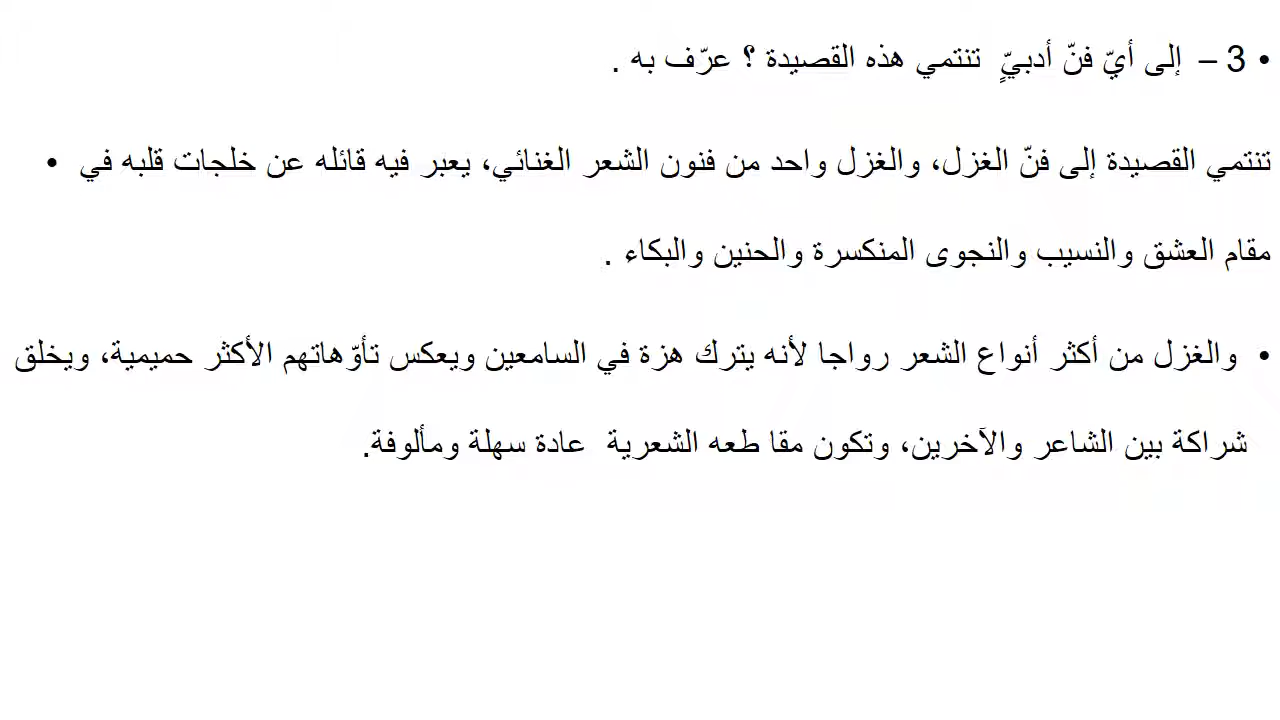 • 3 – إلى أيّ فنّ أدبيٍّ تنتمي هذه القصيدة ؟ عرّف به .
تنتمي القصيدة إلى فنّ الغزل، والغزل واحد من فنون الشعر الغنائي، يعبر فيه قائله عن خلجات قلبه في •
مقام العشق والنسيب والنجوى المنكسرة والحنين والبكاء .
• والغزل من أكثر أنواع الشعر رواجا لأنه يترك هزة في السامعين ويعكس تأوّهاتهم الأكثر حميمية، ويخلق
شراكة بين الشاعر والآخرين، وتكون مقا طعه الشعرية عادة سهلة ومألوفة.